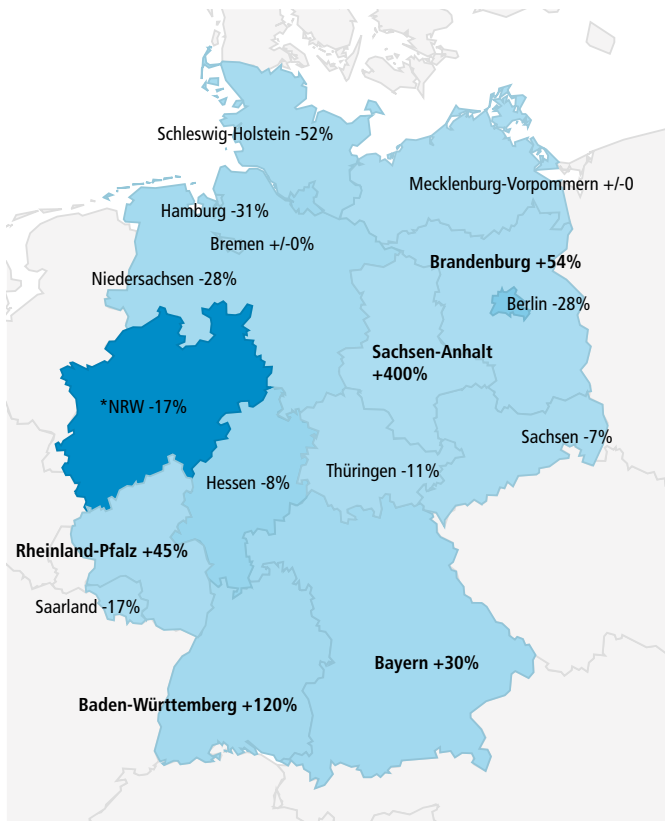 Schleswig-Holstein -52%
Mecklenburg-Vorpommern +/-0
Hamburg -31%
Bremen +/-0%
Brandenburg +54%
Niedersachsen -28%
Berlin -28%
Sachsen-Anhalt
+400%
*NRW -17%
Sachsen -7%
Thüringen -11%
Hessen -8%
Rheinland-Pfalz +45%
Saarland -17%
Bayern +30%
Baden-Württemberg +120%